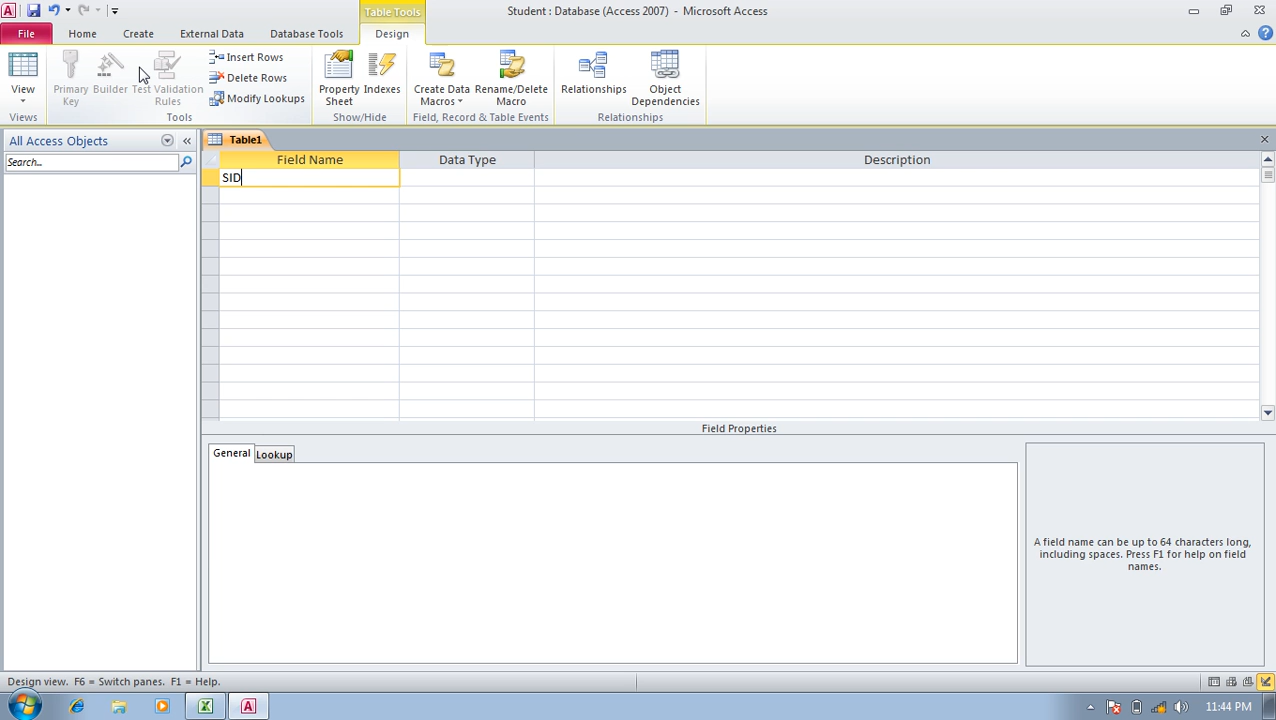 Table Tools
Student : Database (Access 2007) - Microsoft Access
File Home Create External Data Database Tools Design
View
Primary Key
Builder
Test Validation Rules
Insert Rows
Delete Rows
Modify Lookups
Property Sheet
Indexes
Create Data Macros
Rename/Delete Macro
Relationships
Object Dependencies
Views Tools Show/Hide Field, Record & Table Events Relationships
All Access Objects
Search...
Table1
Field Name Data Type Description
SID
Field Properties
General Lookup
A field name can be up to 64 characters long,
including spaces. Press F1 for help on field
names.
Design view. F6 = Switch panes. F1 = Help.
11:44 PM